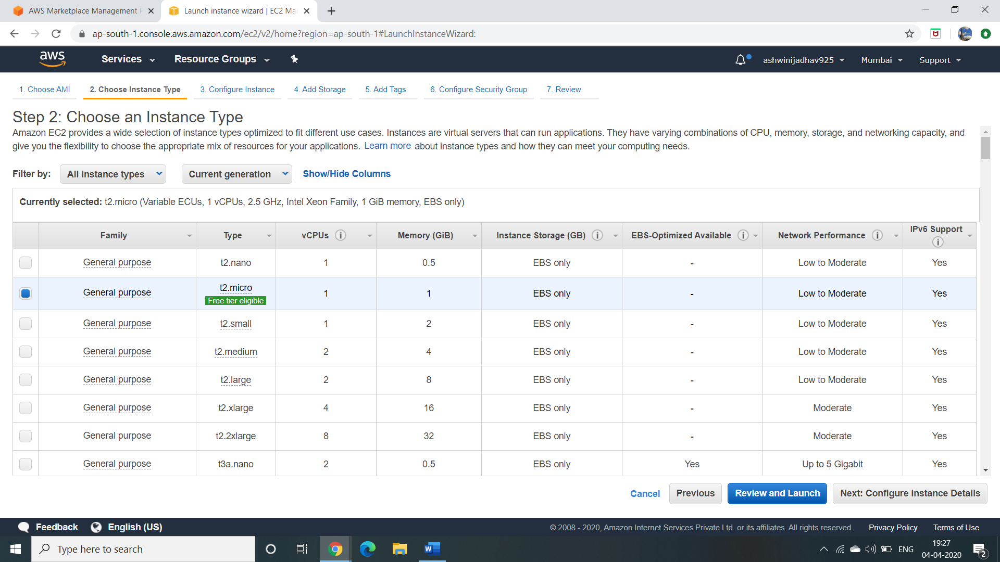 AWS Marketplace Management
Launch instance wizard | EC2 Ma
ap-south-1.console.aws.amazon.com/ec2/v2/home?region=ap-south-1#LaunchInstanceWizard:
aws Services Resource Groups ashwinijadhav925 Mumbai Support
1. Choose AMI 2. Choose Instance Type 3. Configure Instance 4. Add Storage 5. Add Tags 6. Configure Security Group 7. Review
Step 2: Choose an Instance Type
Amazon EC2 provides a wide selection of instance types optimized to fit different use cases. Instances are virtual servers that can run applications. They have varying combinations of CPU, memory, storage, and networking capacity, and
give you the flexibility to choose the appropriate mix of resources for your applications. Learn more about instance types and how they can meet your computing needs.
Filter by: All instance types Current generation Show/Hide Columns
Currently selected: t2.micro (Variable ECUs, 1 vCPUs, 2.5 GHz, Intel Xeon Family, 1 GiB memory, EBS only)
Family Type vCPUs Memory (GiB) Instance Storage (GB) EBS-Optimized Available Network Performance IPv6 Support
General purpose t2.nano 1 0.5 EBS only - Low to Moderate Yes
General purpose t2.micro 1 1 EBS only - Low to Moderate Yes
Free tier eligible
General purpose t2.small 1 2 EBS only - Low to Moderate Yes
General purpose t2.medium 2 4 EBS only - Low to Moderate Yes
General purpose t2.large 2 8 EBS only - Low to Moderate Yes
General purpose t2.xlarge 4 16 EBS only - Moderate Yes
General purpose t2.2xlarge 8 32 EBS only - Moderate Yes
General purpose t3a.nano 2 0.5 EBS only Yes Up to 5 Gigabit Yes
Cancel Previous Review and Launch Next: Configure Instance Details
Feedback English (US) © 2008 - 2020, Amazon Internet Services Private Ltd. or its affiliates. All rights reserved. Privacy Policy Terms of Use
Type here to search ENG 19:27
04-04-2020 2